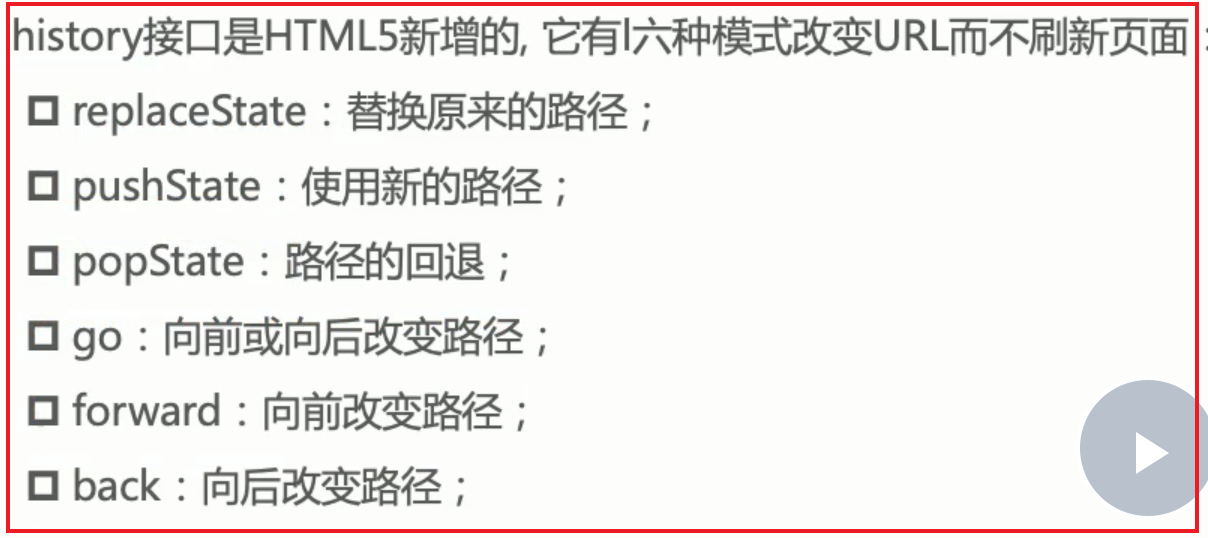 history接口是HTML5新增的, 它有l六种模式改变URL而不刷新页面：
replaceState：替换原来的路径；
pushState：使用新的路径；
popState：路径的回退；
go：向前或向后改变路径；
forward：向前改变路径；
back：向后改变路径；